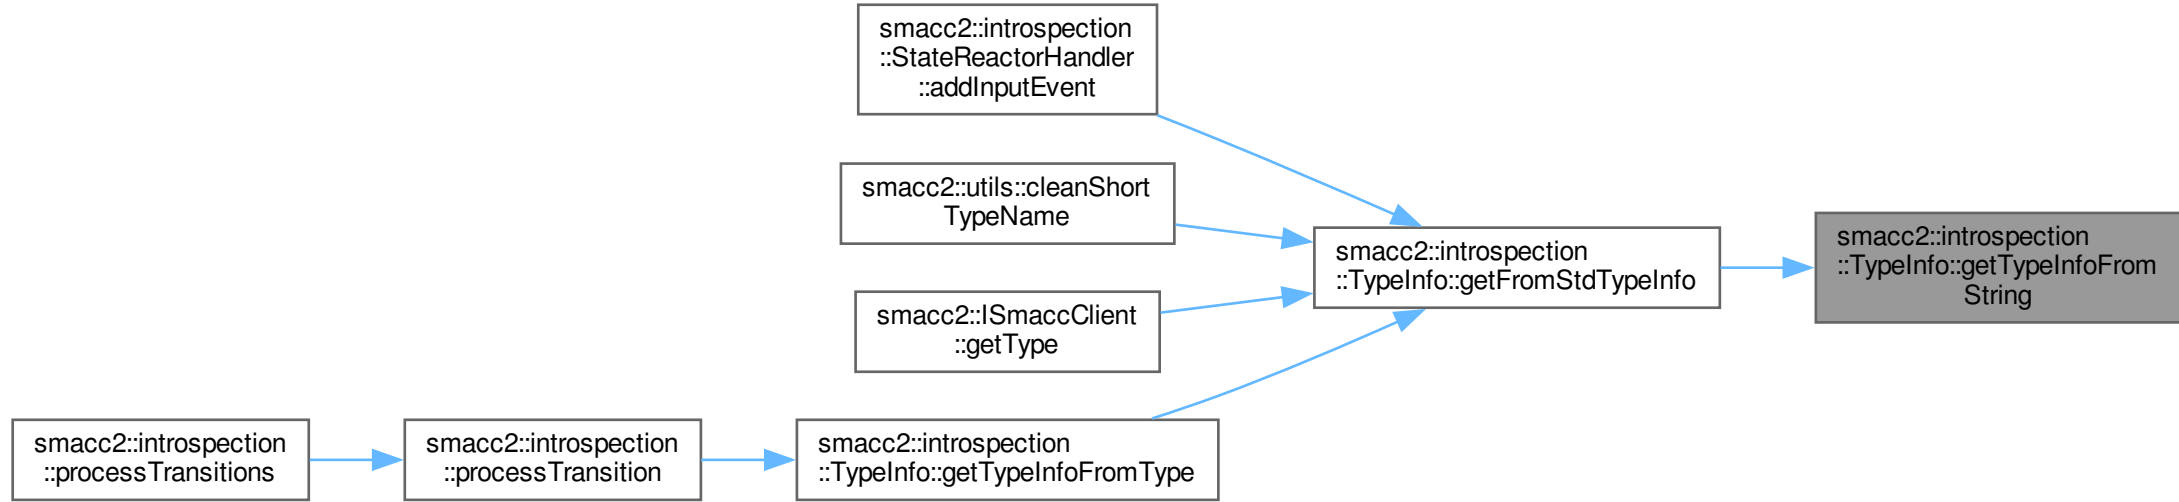 smacc2::introspection
::StateReactorHandler
::addInputEvent
smacc2::utils::cleanShort
TypeName
smacc2::ISmaccClient
::getType
smacc2::introspection
::processTransitions
smacc2::introspection
::processTransition
smacc2::introspection
::TypeInfo::getTypeInfoFromType
smacc2::introspection
::TypeInfo::getFromStdTypeInfo
smacc2::introspection
::TypeInfo::getTypeInfoFrom
String